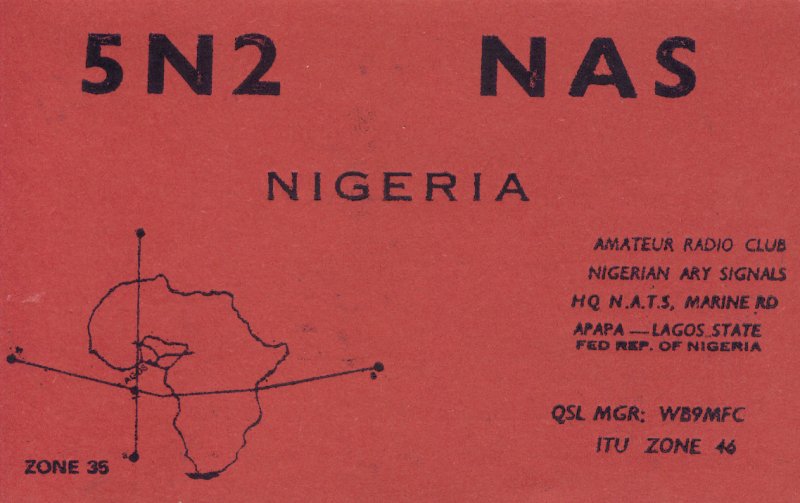 5N2 NAS
NIGERIA
AMATEUR RADIO CLUB
NIGERIAN ARY SIGNALS
HQ N.A.T.S, MARINE RD
APAPA — LAGOS STATE
FED REP. OF NIGERIA
LAGOS
QSL MGR: WB9MFC
ITU ZONE 46
ZONE 35